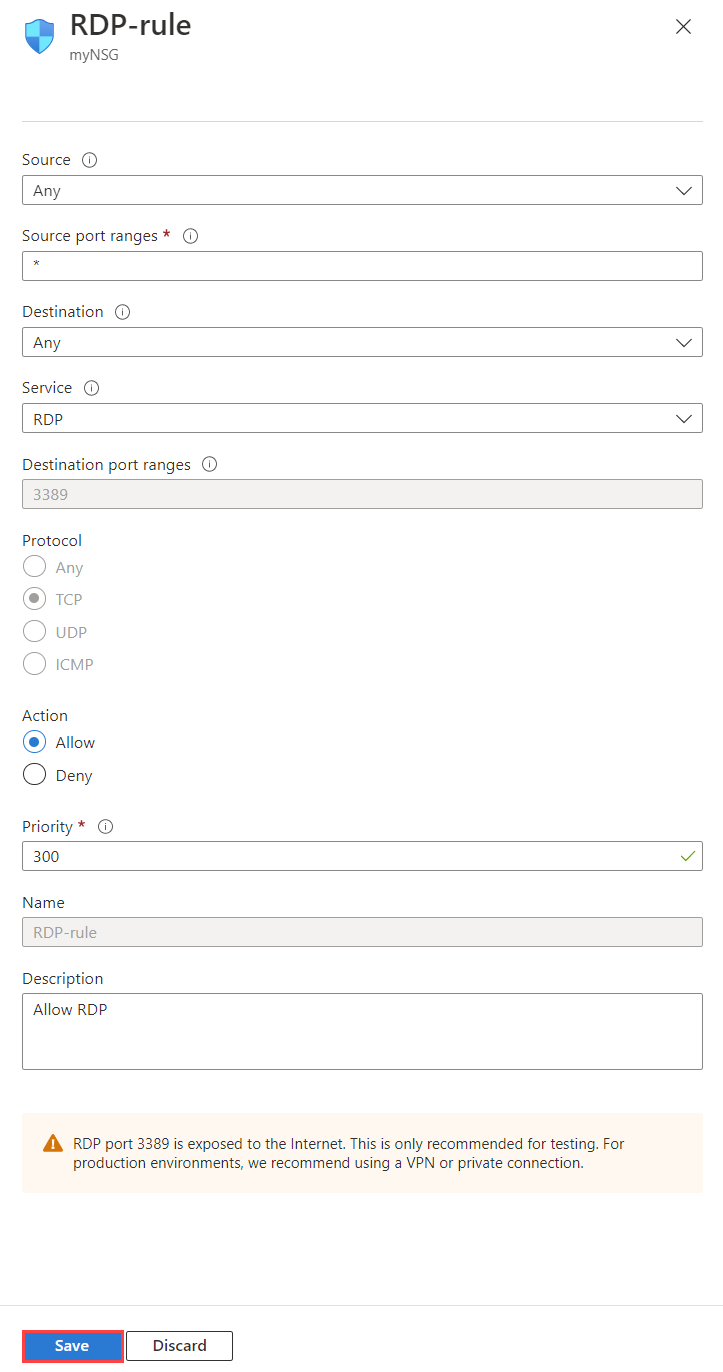 RDP-rule
myNSG
Source
Any
Source port ranges *
*
Destination
Any
Service
RDP
Destination port ranges
3389
Protocol
Any
TCP
UDP
ICMP
Action
Allow
Deny
Priority *
300
Name
RDP-rule
Description
Allow RDP
RDP port 3389 is exposed to the Internet. This is only recommended for testing. For
production environments, we recommend using a VPN or private connection.
Save Discard